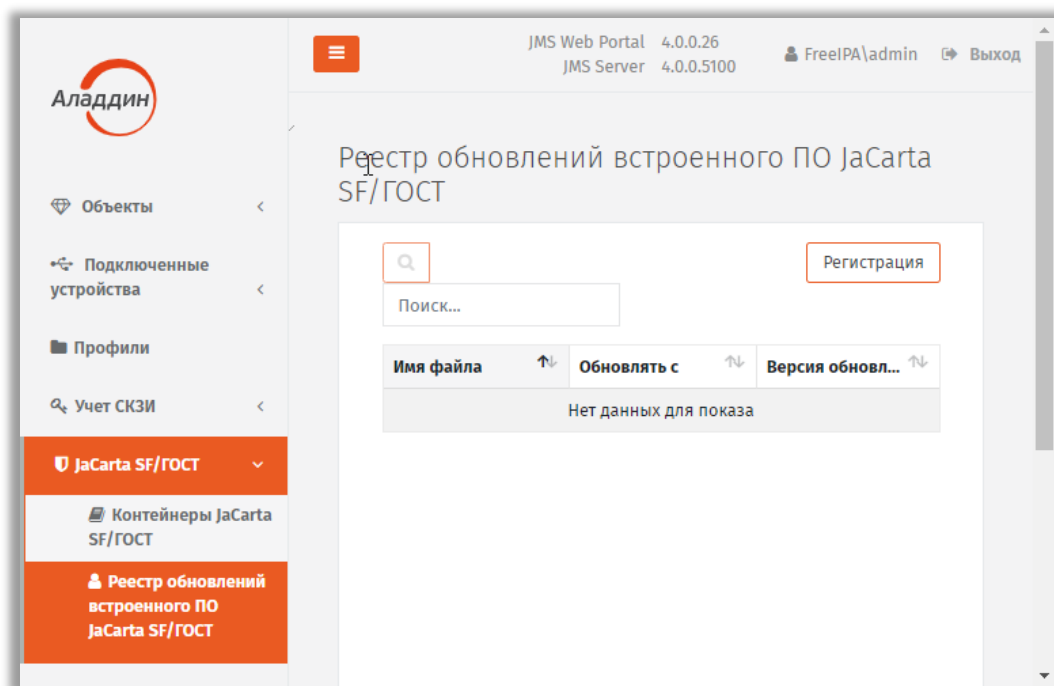 Аладдин
JMS Web Portal 4.0.0.26
JMS Server 4.0.0.5100
FreeIPA\admin
Выход
Объекты
Подключенные
устройства
Профили
Учет СКЗИ
JaCarta SF/ГОСТ
Контейнеры JaCarta
SF/ГОСТ
Реестр обновлений
встроенного ПО
JaCarta SF/ГОСТ
Реестр обновлений встроенного ПО JaCarta
SF/ГОСТ
Регистрация
Поиск...
Имя файла Обновлять с Версия обновл...
Нет данных для показа